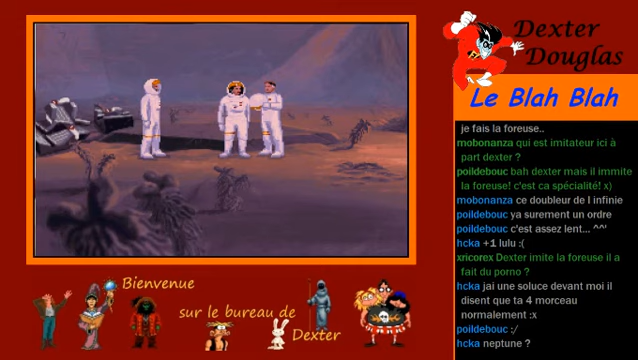 Dexter
Douglas
Le Blah Blah
je fais la foreuse..
mobonanza qui est imitateur ici à
part dexter ?
poildebouc bah dexter mais il immite
la foreuse! c'est ca spécialité! x)
mobonanza ce doubleur de l infinie
poildebouc ya surement un ordre
poildebouc c'est assez lent... ^^'
hcka +1 lulu :(
xricorex Dexter imite la foreuse il a
fait du porno ?
hcka jai une soluce devant moi il
disent que ta 4 morceau
normalement :x
poildebouc :/
hcka neptune ?
Bienvenue
sur le bureau de
Dexter